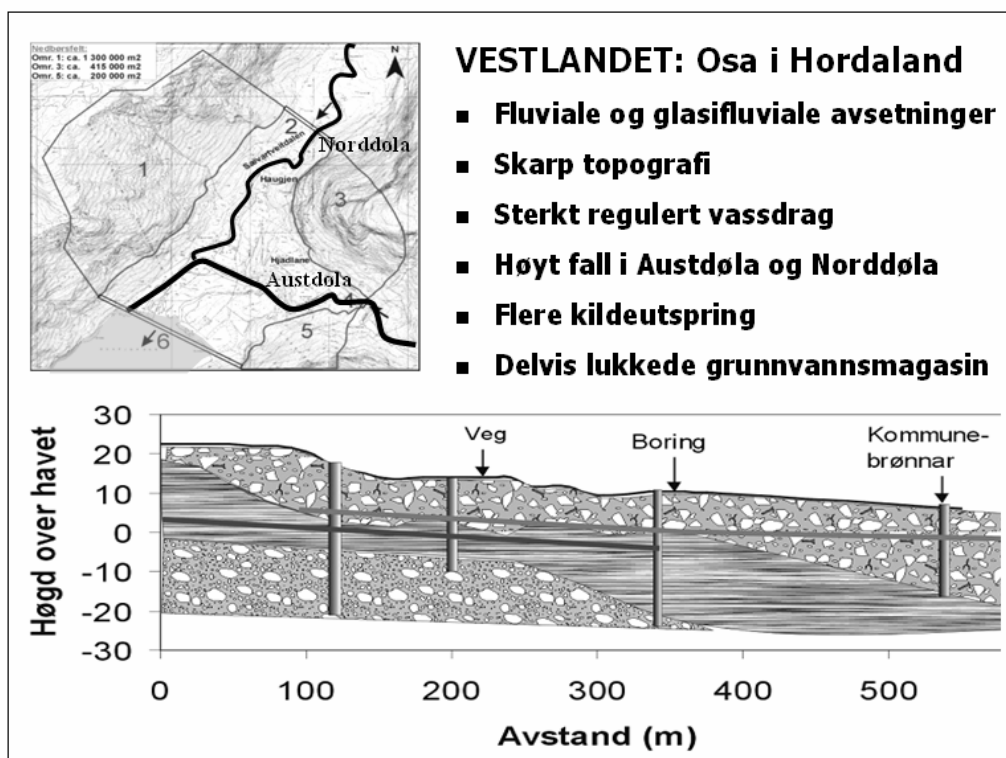 Nedbørsfelt:
Omr. 1: ca. 1 300 000 m2
Omr. 3: ca. 415 000 m2
Omr. 5: ca. 200 000 m2
N
2
Norddøla
Haugjen
1
3
Hjadlane
Austdøla
4
5
6
VESTLANDET: Osa i Hordaland
▪ Fluviale og glasifluviale avsetninger
▪ Skarp topografi
▪ Sterkt regulert vassdrag
▪ Høyt fall i Austdøla og Norddøla
▪ Flere kildeutspring
▪ Delvis lukkede grunnvannsmagasin
Høgd over havet
30
20
10
0
-10
-20
-30
Veg
Boring
Kommune-
brønnar
0
100
200
300
400
500
Avstand (m)